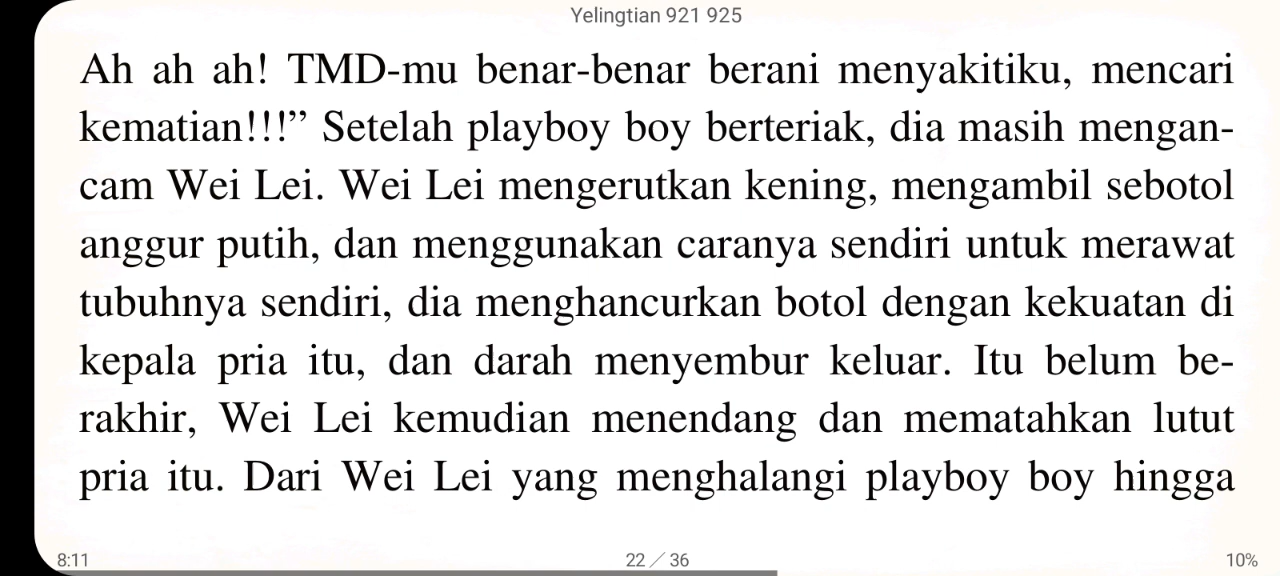 Yelingtian 921 925
Ah ah ah! TMD-mu benar-benar berani menyakitiku, mencari
kematian!!!” Setelah playboy boy berteriak, dia masih mengan-
cam Wei Lei. Wei Lei mengerutkan kening, mengambil sebotol
anggur putih, dan menggunakan caranya sendiri untuk merawat
tubuhnya sendiri, dia menghancurkan botol dengan kekuatan di
kepala pria itu, dan darah menyembur keluar. Itu belum be-
rakhir, Wei Lei kemudian menendang dan mematahkan lutut
pria itu. Dari Wei Lei yang menghalangi playboy boy hingga
8:11
22 / 36
10%